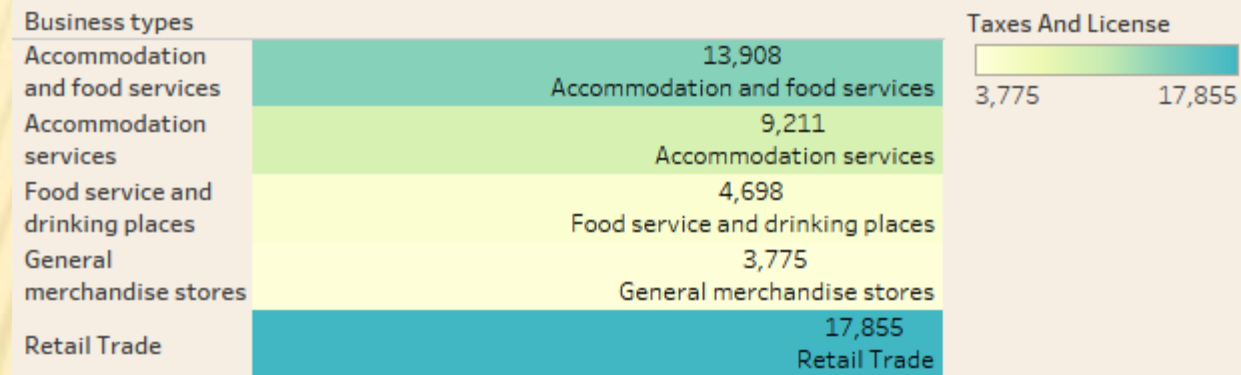 Business types
Accommodation
and food services
13,908
Accommodation and food services
Accommodation
services
9,211
Accommodation services
Food service and
drinking places
4,698
Food service and drinking places
General
merchandise stores
3,775
General merchandise stores
Retail Trade
17,855
Retail Trade
Taxes And License
3,775 17,855